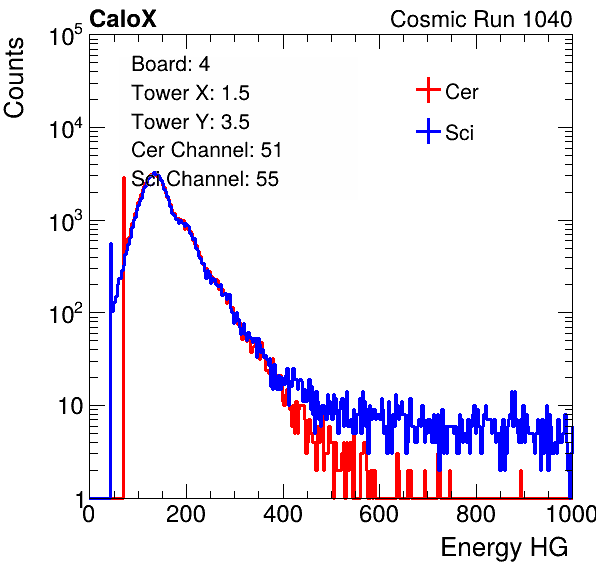 CaloX
Cosmic Run 1040
Counts
Board: 4
Tower X: 1.5
Tower Y: 3.5
Cer Channel: 51
Sci Channel: 55
Cer
Sci
10^5
10^4
10^3
10^2
10
1
0 200 400 600 800 1000
Energy HG